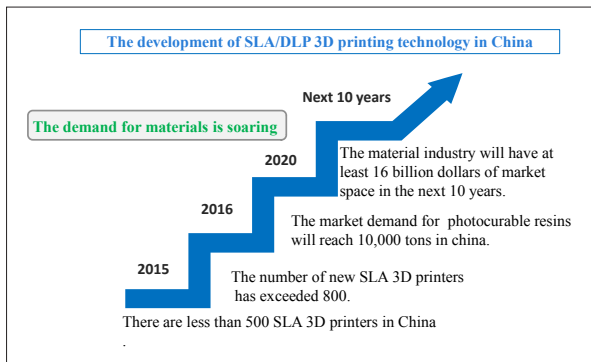 The development of SLA/DLP 3D printing technology in China
Next 10 years
The demand for materials is soaring
2020
The material industry will have at
least 16 billion dollars of market
space in the next 10 years.
2016
The market demand for photocurable resins
will reach 10,000 tons in china.
2015
The number of new SLA 3D printers
has exceeded 800.
There are less than 500 SLA 3D printers in China
.